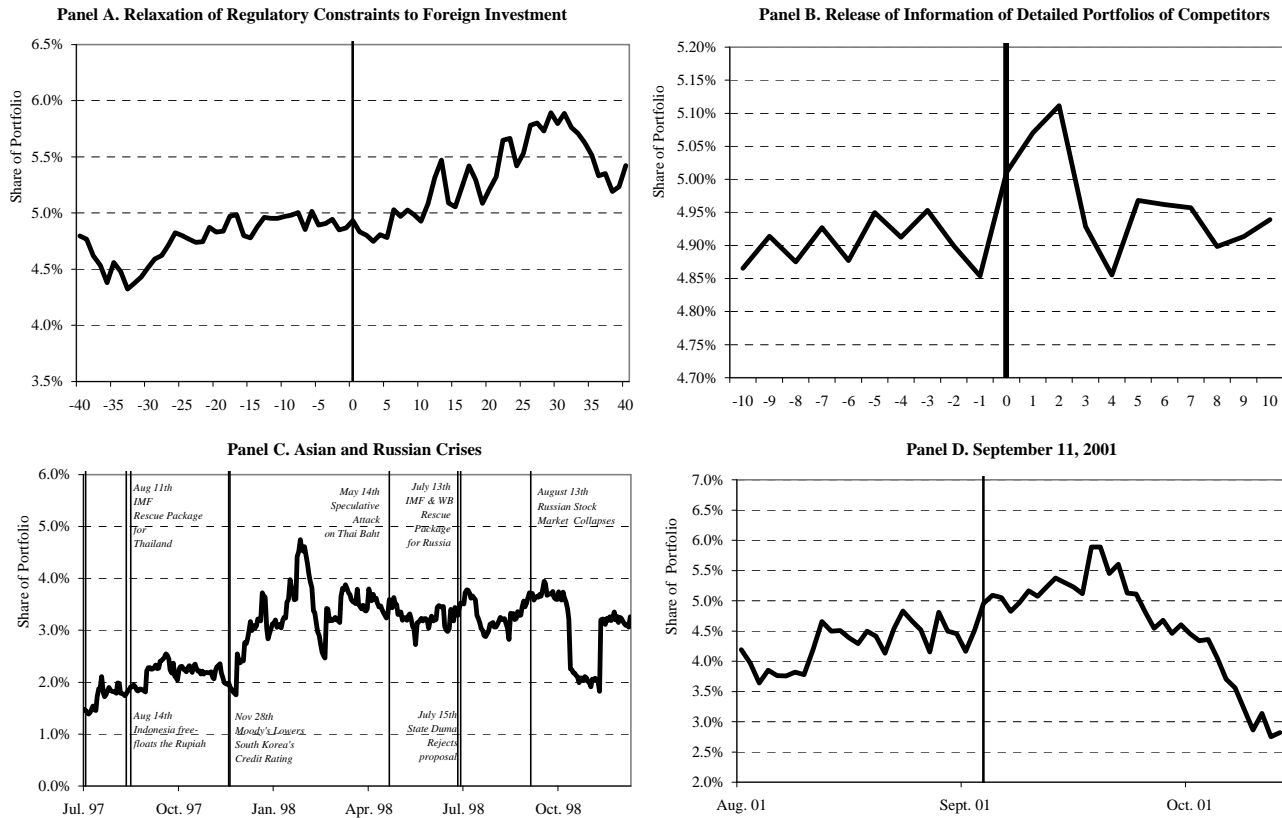 Panel A. Relaxation of Regulatory Constraints to Foreign Investment
Share of Portfolio
6.5%
6.0%
5.5%
5.0%
4.5%
4.0%
3.5%
-40 -35 -30 -25 -20 -15 -10 -5 0 5 10 15 20 25 30 35 40
Panel B. Release of Information of Detailed Portfolios of Competitors
Share of Portfolio
5.20%
5.15%
5.10%
5.05%
5.00%
4.95%
4.90%
4.85%
4.80%
4.75%
4.70%
-10 -9 -8 -7 -6 -5 -4 -3 -2 -1 0 1 2 3 4 5 6 7 8 9 10
Panel C. Asian and Russian Crises
Share of Portfolio
6.0%
5.0%
4.0%
3.0%
2.0%
1.0%
0.0%
Aug 11th
IMF
Rescue Package
for
Thailand
May 14th
Speculative
Attack
on Thai Baht
July 13th
IMF & WB
Rescue
Package
for Russia
August 13th
Russian Stock
Market Collapses
Aug 14th
Indonesia free-
floats the Rupiah
Nov 28th
Moody's Lowers
South Korea's
Credit Rating
July 15th
State Duma
Rejects
proposal
Jul. 97 Oct. 97 Jan. 98 Apr. 98 Jul. 98 Oct. 98
Panel D. September 11, 2001
Share of Portfolio
7.0%
6.5%
6.0%
5.5%
5.0%
4.5%
4.0%
3.5%
3.0%
2.5%
2.0%
Aug. 01 Sept. 01 Oct. 01